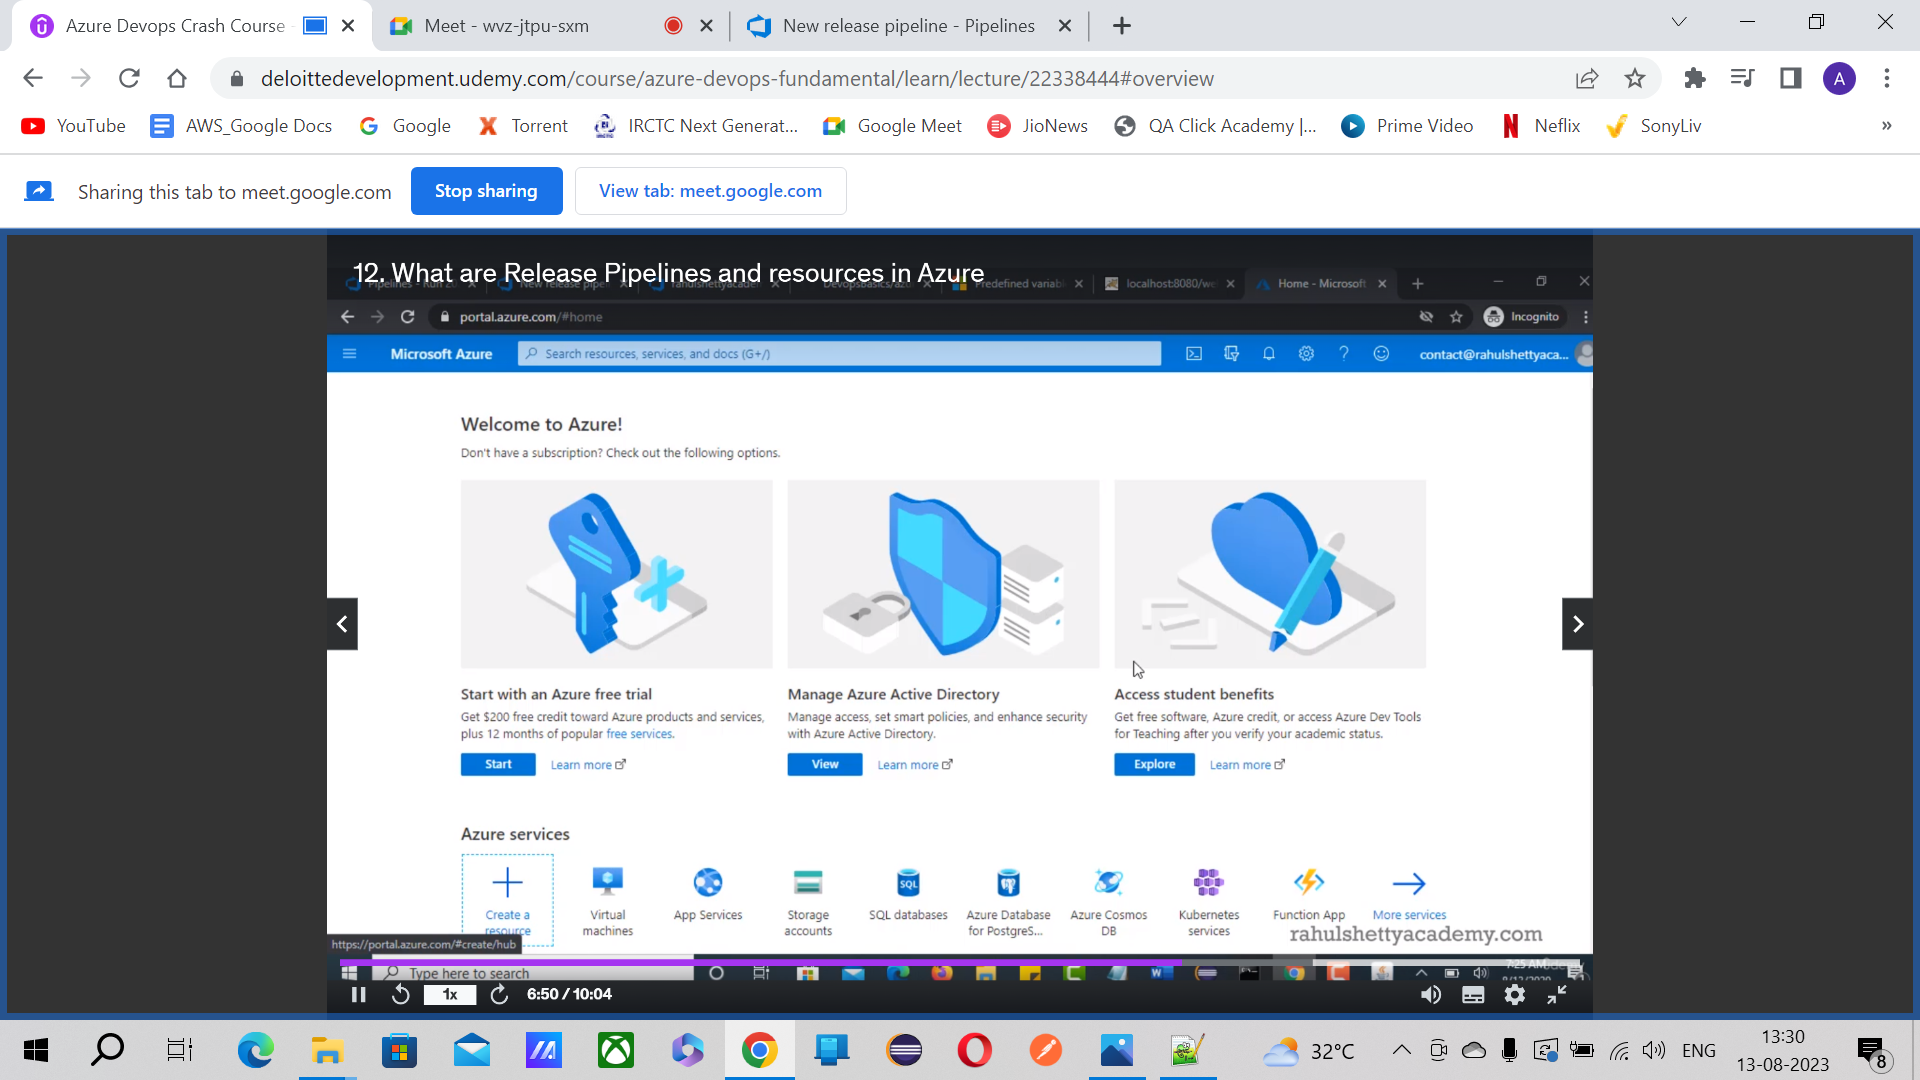 Azure Devops Crash Course
Meet - wvz-jtpu-sxm
New release pipeline - Pipelines
deloittedevelopment.udemy.com/course/azure-devops-fundamental/learn/lecture/22338444#overview
A
YouTube
AWS_Google Docs
Google
Torrent
IRCTC Next Generat...
Google Meet
JioNews
QA Click Academy |...
Prime Video
Neflix
SonyLiv
»
Sharing this tab to meet.google.com
Stop sharing
View tab: meet.google.com
12. What are Release Pipelines and resources in Azure
Predefined variabl
localhost:8080/we
Home - Microsoft
portal.azure.com/#home
Incognito
Microsoft Azure
Search resources, services, and docs (G+/)
contact@rahulshettyaca...
Welcome to Azure!
Don't have a subscription? Check out the following options.
Start with an Azure free trial
Get $200 free credit toward Azure products and services,
plus 12 months of popular free services.
Start
Learn more
Manage Azure Active Directory
Manage access, set smart policies, and enhance security
with Azure Active Directory.
View
Learn more
Access student benefits
Get free software, Azure credit, or access Azure Dev Tools
for Teaching after you verify your academic status.
Explore
Learn more
Azure services
Create a
resource
Virtual
machines
App Services
Storage
accounts
SQL
SQL databases
Azure Database
for PostgreS...
Azure Cosmos
DB
Kubernetes
services
Function App
More services
rahulshettyacademy.com
https://portal.azure.com/#create/hub
Type here to search
7:25 AM
1x
6:50 / 10:04
32°C
ENG
13:30
13-08-2023
8